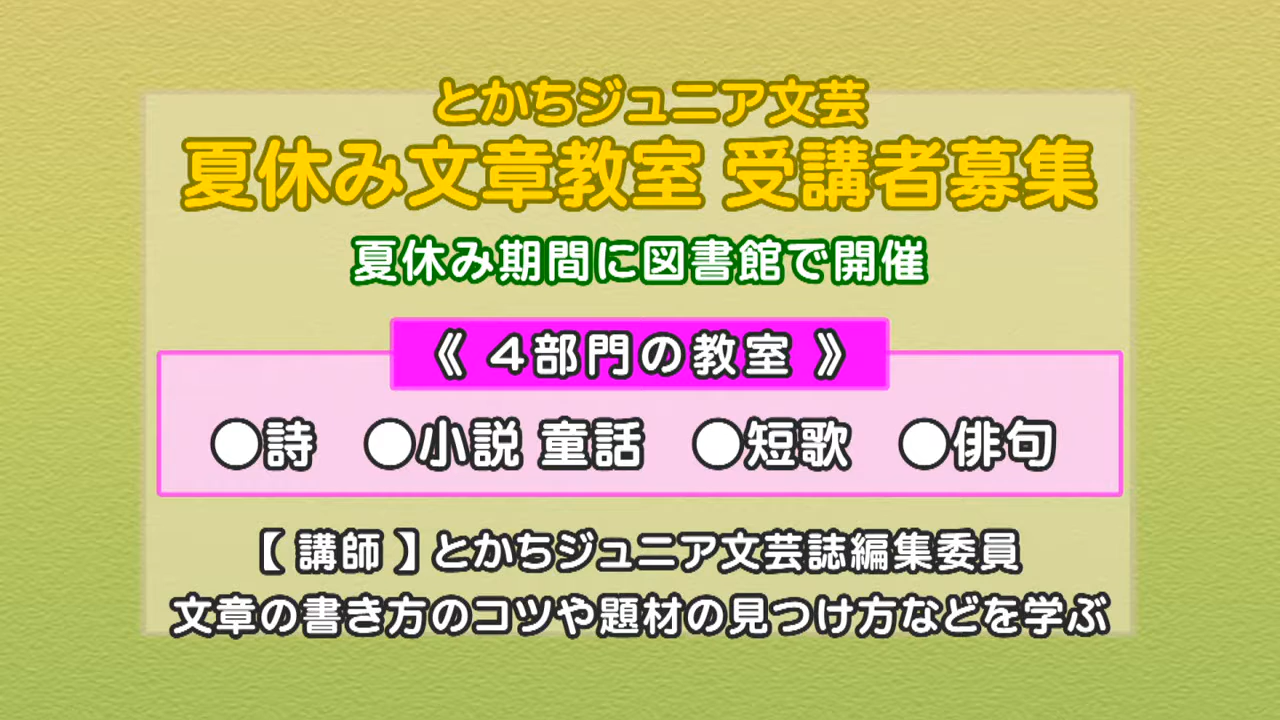 とかちジュニア文芸
夏休み文章教室 受講者募集
夏休み期間に図書館で開催
《 4部門の教室 》
●詩 ●小説 童話 ●短歌 ●俳句
【 講師 】とかちジュニア文芸誌編集委員
文章の書き方のコツや題材の見つけ方などを学ぶ